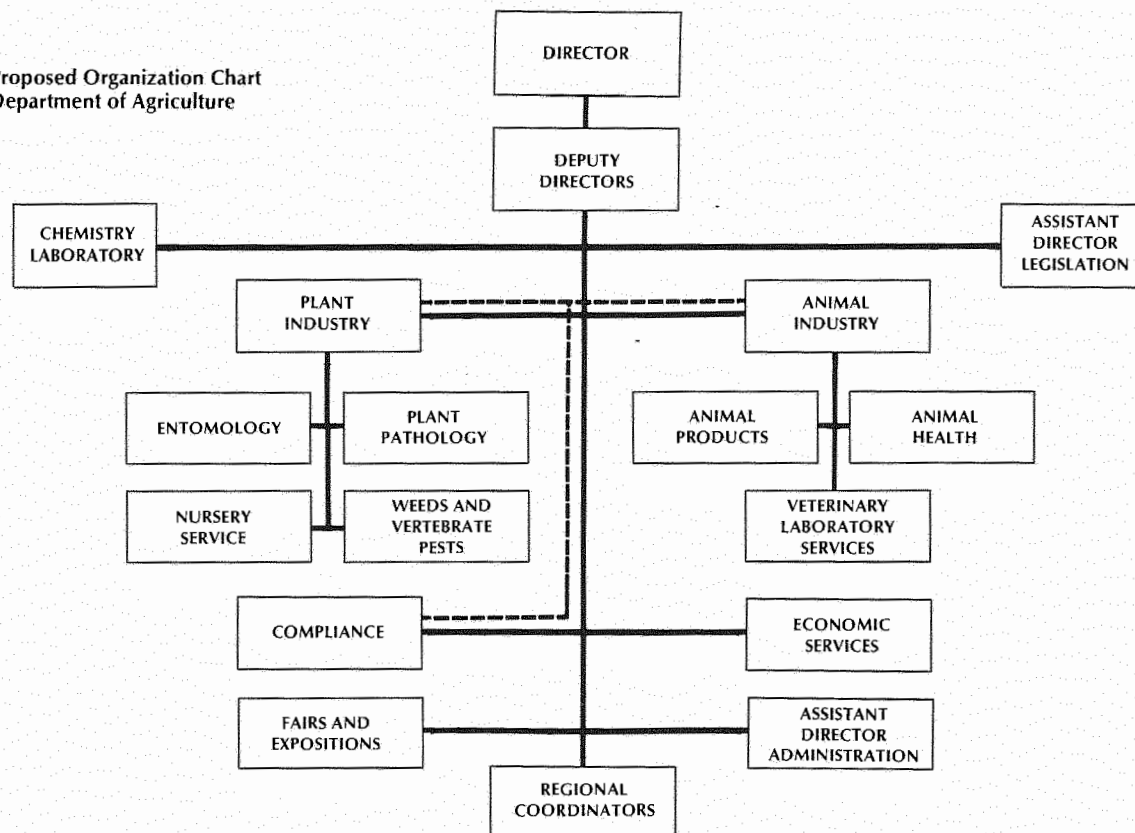 Proposed Organization Chart
Department of Agriculture
DIRECTOR
DEPUTY
DIRECTORS
CHEMISTRY
LABORATORY
ASSISTANT
DIRECTOR
LEGISLATION
PLANT
INDUSTRY
ANIMAL
INDUSTRY
ENTOMOLOGY
PLANT
PATHOLOGY
ANIMAL
PRODUCTS
ANIMAL
HEALTH
NURSERY
SERVICE
WEEDS AND
VERTEBRATE
PESTS
VETERINARY
LABORATORY
SERVICES
COMPLIANCE
ECONOMIC
SERVICES
FAIRS AND
EXPOSITIONS
ASSISTANT
DIRECTOR
ADMINISTRATION
REGIONAL
COORDINATORS